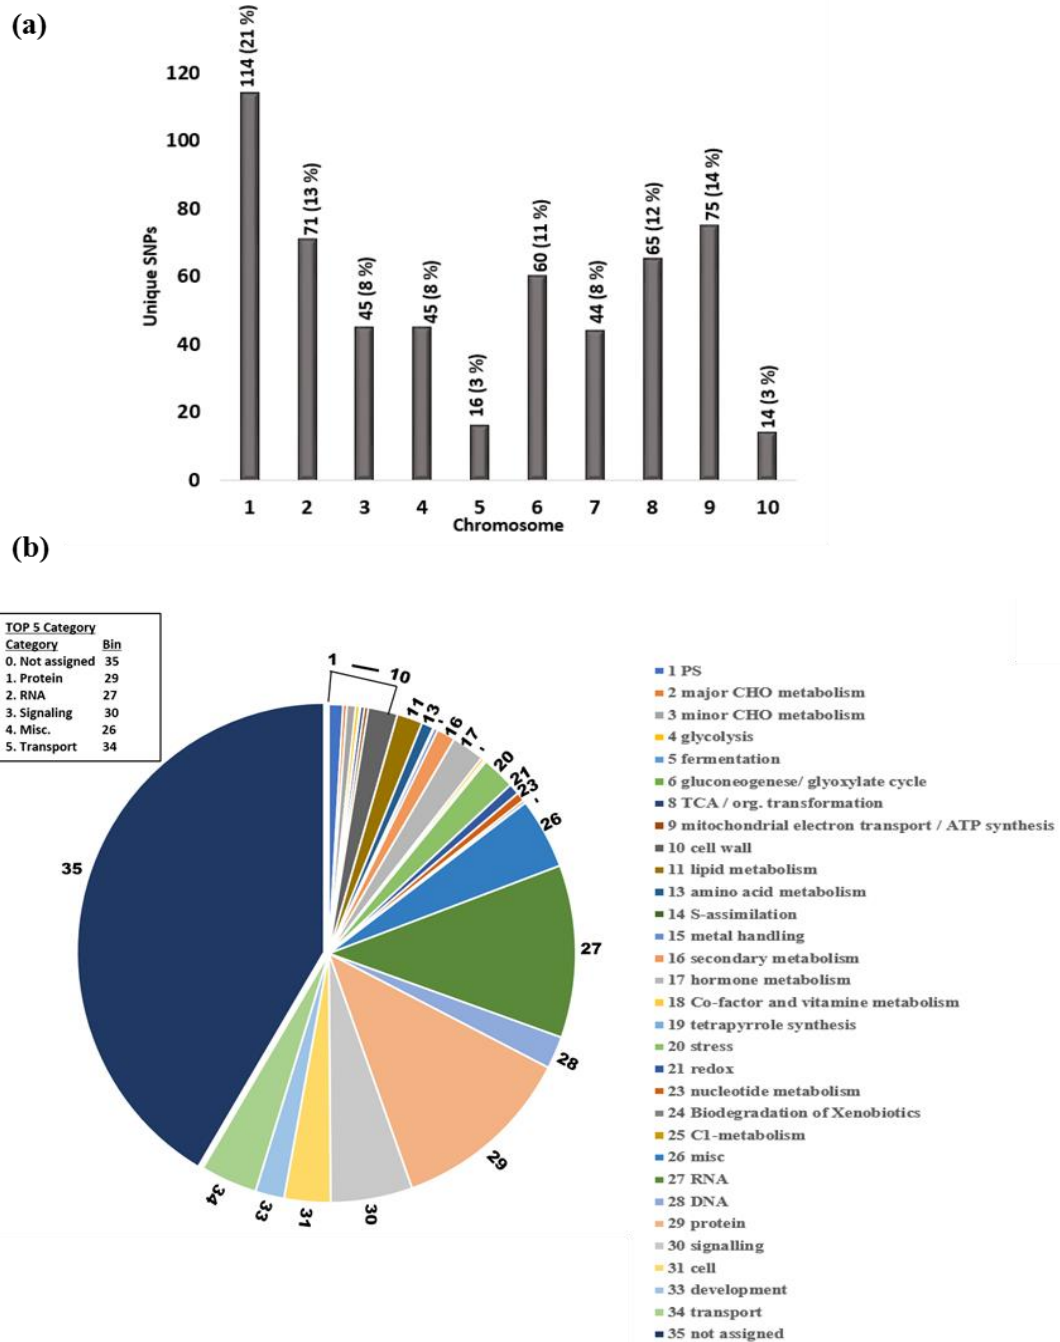 (a)
Unique SNPs
120
100
80
60
40
20
0
114 (21 %)
71 (13 %)
45 (8 %)
45 (8 %)
16 (3 %)
60 (11 %)
44 (8 %)
65 (12 %)
75 (14 %)
14 (3 %)
1 2 3 4 5 6 7 8 9 10
Chromosome
(b)
TOP 5 Category
Category Bin
0. Not assigned 35
1. Protein 29
2. RNA 27
3. Signaling 30
4. Misc. 26
5. Transport 34
1 — 10
11
13
-
16
17
-
20
21
23
-
26
27
28
29
30
31
33
34
35
1 PS
2 major CHO metabolism
3 minor CHO metabolism
4 glycolysis
5 fermentation
6 gluconeogenese/ glyoxylate cycle
8 TCA / org. transformation
9 mitochondrial electron transport / ATP synthesis
10 cell wall
11 lipid metabolism
13 amino acid metabolism
14 S-assimilation
15 metal handling
16 secondary metabolism
17 hormone metabolism
18 Co-factor and vitamine metabolism
19 tetrapyrrole synthesis
20 stress
21 redox
23 nucleotide metabolism
24 Biodegradation of Xenobiotics
25 C1-metabolism
26 misc
27 RNA
28 DNA
29 protein
30 signalling
31 cell
33 development
34 transport
35 not assigned